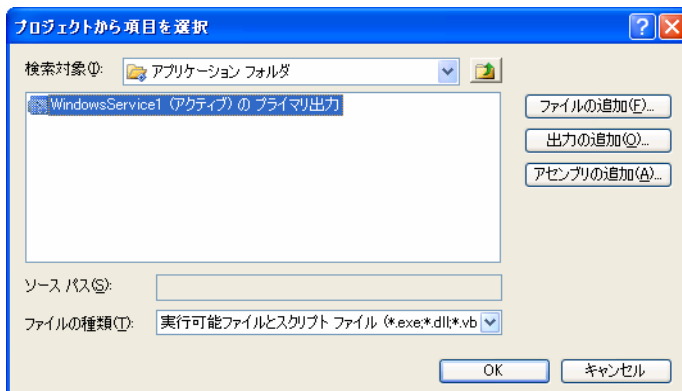 プロジェクトから項目を選択
検索対象(I):
アプリケーション フォルダ
WindowsService1 (アクティブ) の プライマリ出力
ファイルの追加(F)...
出力の追加(O)...
アセンブリの追加(A)...
ソース パス(S):
ファイルの種類(T):
実行可能ファイルとスクリプト ファイル (*.exe;*.dll;*.vb
OK
キャンセル